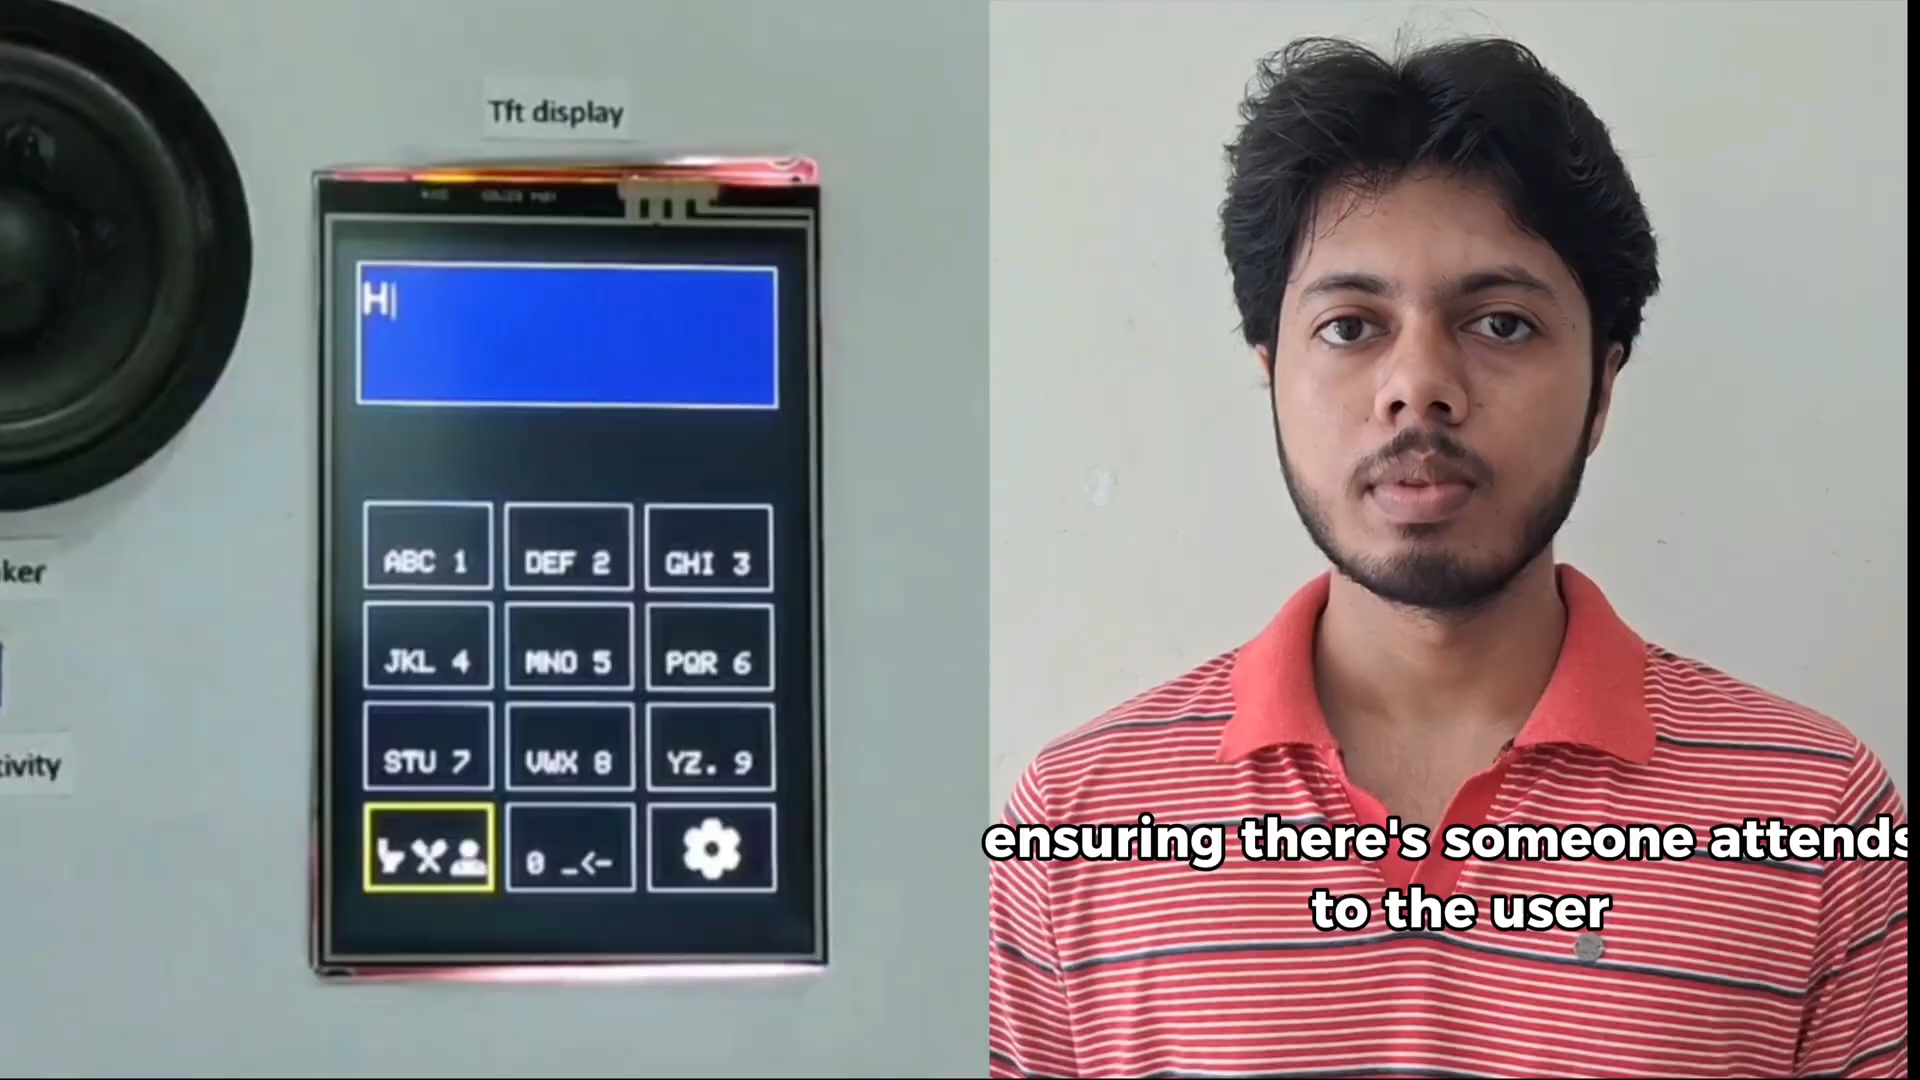 Tft display
H
ABC 1
DEF 2
GHI 3
JKL 4
MNO 5
PQR 6
STU 7
VWX 8
YZ. 9
0 _<-
ker
tivity
ensuring there's someone attends
to the user